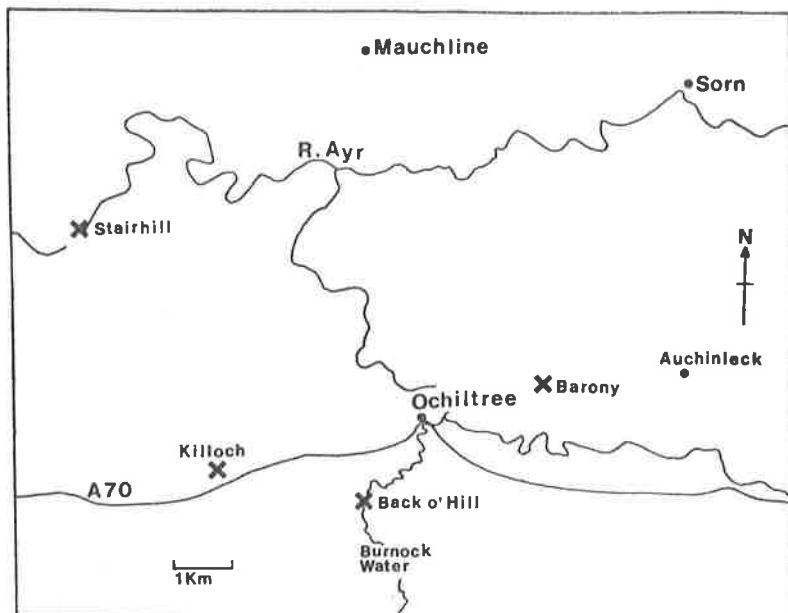 Mauchline
Sorn
R. Ayr
Stairhill
N
Auchinleck
Barony
Ochiltree
Killoch
A70
Back o' Hill
Burnock
Water
1Km